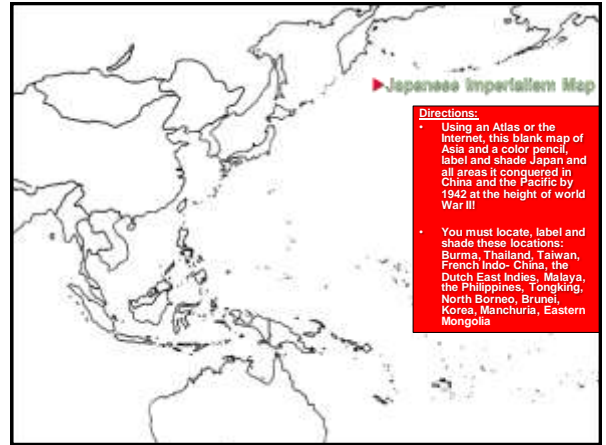 Japanese Imperialism Map
Directions:
• Using an Atlas or the
Internet, this blank map of
Asia and a color pencil,
label and shade Japan and
all areas it conquered in
China and the Pacific by
1942 at the height of world
War II!
• You must locate, label and
shade these locations:
Burma, Thailand, Taiwan,
French Indo- China, the
Dutch East Indies, Malaya,
the Philippines, Tongking,
North Borneo, Brunei,
Korea, Manchuria, Eastern
Mongolia